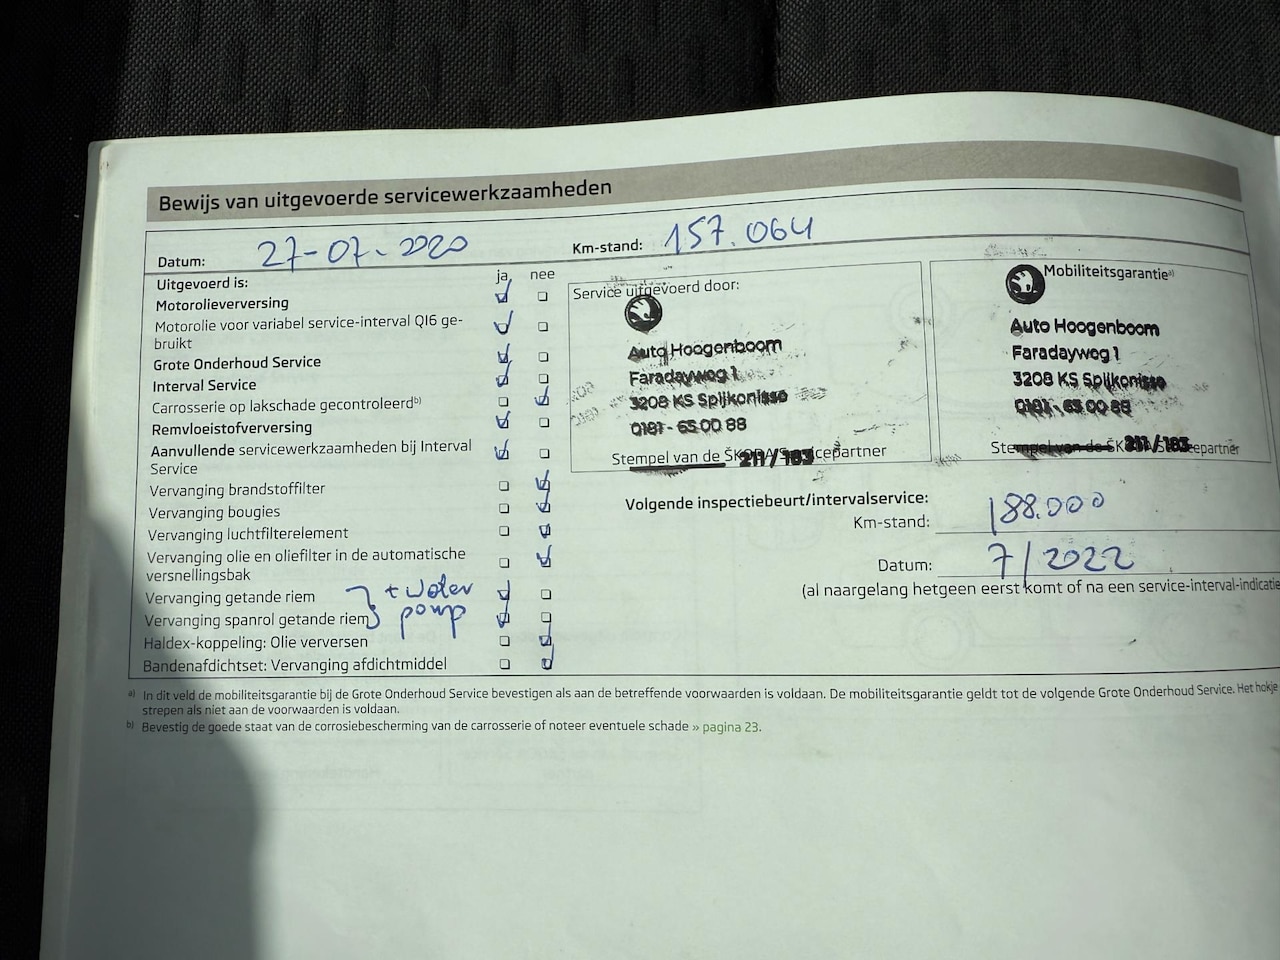 Bewijs van uitgevoerde servicewerkzaamheden
Datum: 27-07-2020
Km-stand: 157.064
Uitgevoerd is: ja nee
Motorolieverversing
Motorolie voor variabel service-interval QI6 ge-
bruikt
Grote Onderhoud Service
Interval Service
Carrosserie op lakschade gecontroleerd b)
Remvloeistofverversing
Aanvullende servicewerkzaamheden bij Interval
Service
Vervanging brandstoffilter
Vervanging bougies
Vervanging luchtfilterelement
Vervanging olie en oliefilter in de automatische
versnellingsbak
Vervanging getande riem
Vervanging spanrol getande riem
+ water
pomp
Haldex-koppeling: Olie verversen
Bandenafdichtset: Vervanging afdichtmiddel
Service uitgevoerd door:
Auto Hoogenboom
Faradayweg 1
3208 KS Spijkenisse
0181 - 65 00 88
211/183
Stempel van de ŠKODA Servicepartner
Mobiliteitsgarantie a)
Auto Hoogenboom
Faradayweg 1
3208 KS Spijkenisse
0181 - 65 00 88
211/183
Stempel van de ŠKODA Servicepartner
Volgende inspectiebeurt/intervalservice:
Km-stand: 188.000
Datum: 7/2022
(al naargelang hetgeen eerst komt of na een service-interval-indicatie
a) In dit veld de mobiliteitsgarantie bij de Grote Onderhoud Service bevestigen als aan de betreffende voorwaarden is voldaan. De mobiliteitsgarantie geldt tot de volgende Grote Onderhoud Service. Het hokje
strepen als niet aan de voorwaarden is voldaan.
b) Bevestig de goede staat van de corrosiebescherming van de carrosserie of noteer eventuele schade » pagina 23.